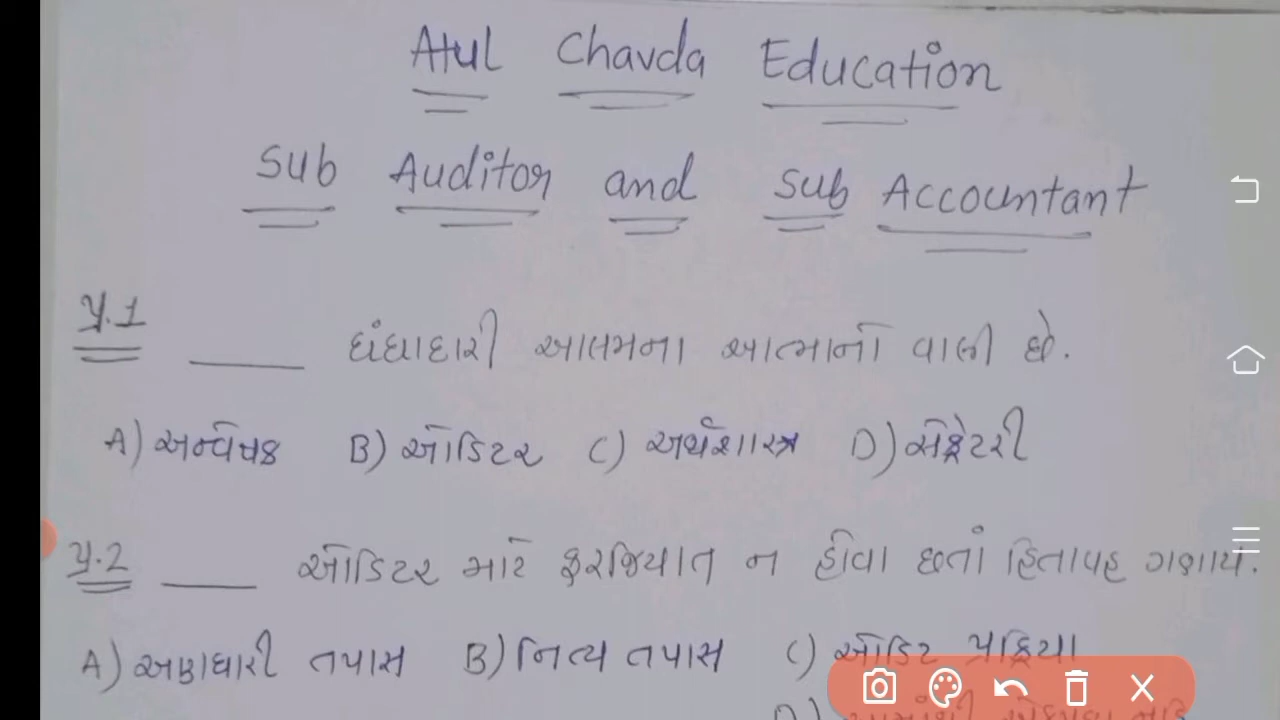 Atul Chavda Education
Sub Auditor and Sub Accountant
પ્ર.1
____ ધંધાદારી આલમના આત્માનો વાલી છે.
A) અન્વેષક B) ઓડિટર C) અર્થશાસ્ત્ર D) સેક્રેટરી
પ્ર.2 ____ ઓડિટર માટે ફરજિયાત ન હોવા છતાં હિતાવહ ગણાય.
A) અણધારી તપાસ B) નિત્ય તપાસ C) ઓડિટ પ્રક્રિયા
D)